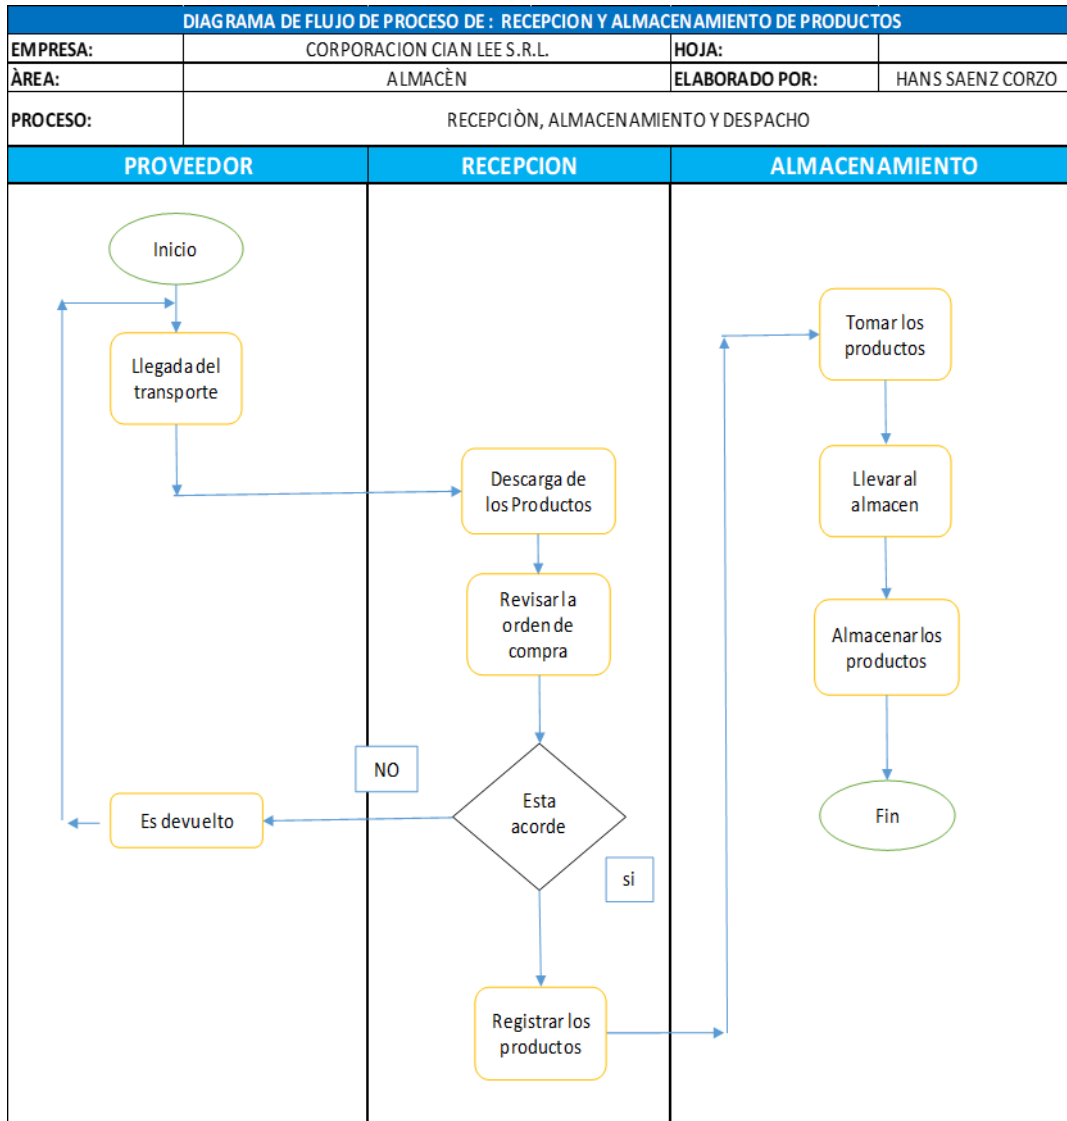 DIAGRAMA DE FLUJO DE PROCESO DE : RECEPCION Y ALMACENAMIENTO DE PRODUCTOS
EMPRESA: CORPORACION CIAN LEE S.R.L. HOJA:
ÀREA: ALMACÈN ELABORADO POR: HANS SAENZ CORZO
PROCESO: RECEPCIÒN, ALMACENAMIENTO Y DESPACHO
PROVEEDOR RECEPCION ALMACENAMIENTO
Inicio
Llegada del
transporte
Descarga de
los Productos
Revisar la
orden de
compra
Esta
acorde
NO
Es devuelto
si
Registrar los
productos
Tomar los
productos
Llevar al
almacen
Almacenar los
productos
Fin